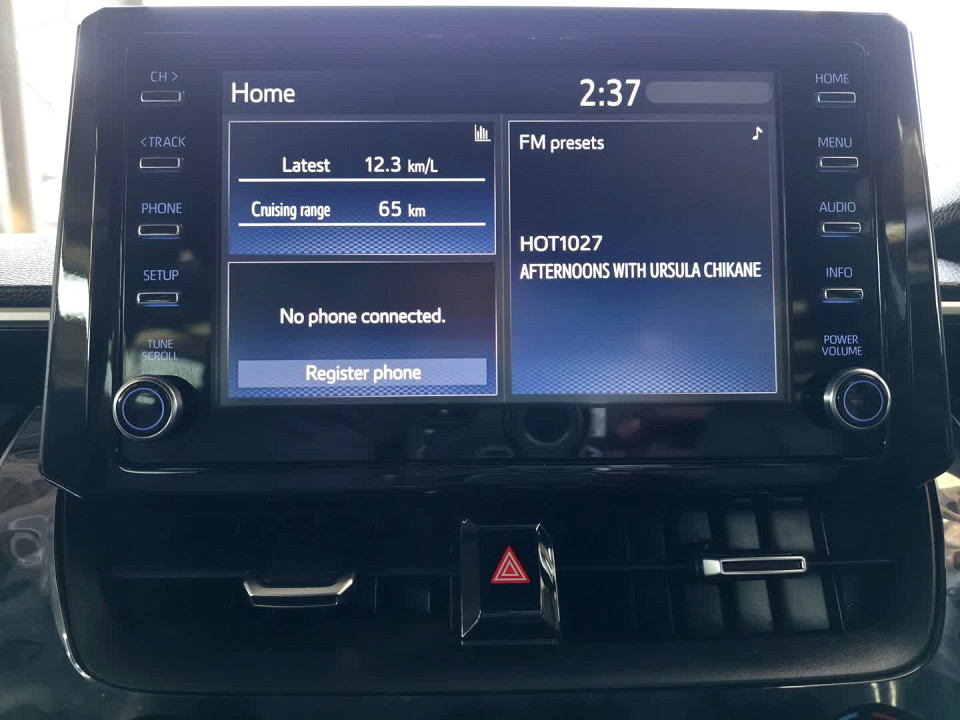 CH >
< TRACK
PHONE
SETUP
TUNE
SCROLL
Home 2:37
Latest 12.3 km/L
Cruising range 65 km
No phone connected.
Register phone
FM presets
HOT1027
AFTERNOONS WITH URSULA CHIKANE
HOME
MENU
AUDIO
INFO
POWER
VOLUME